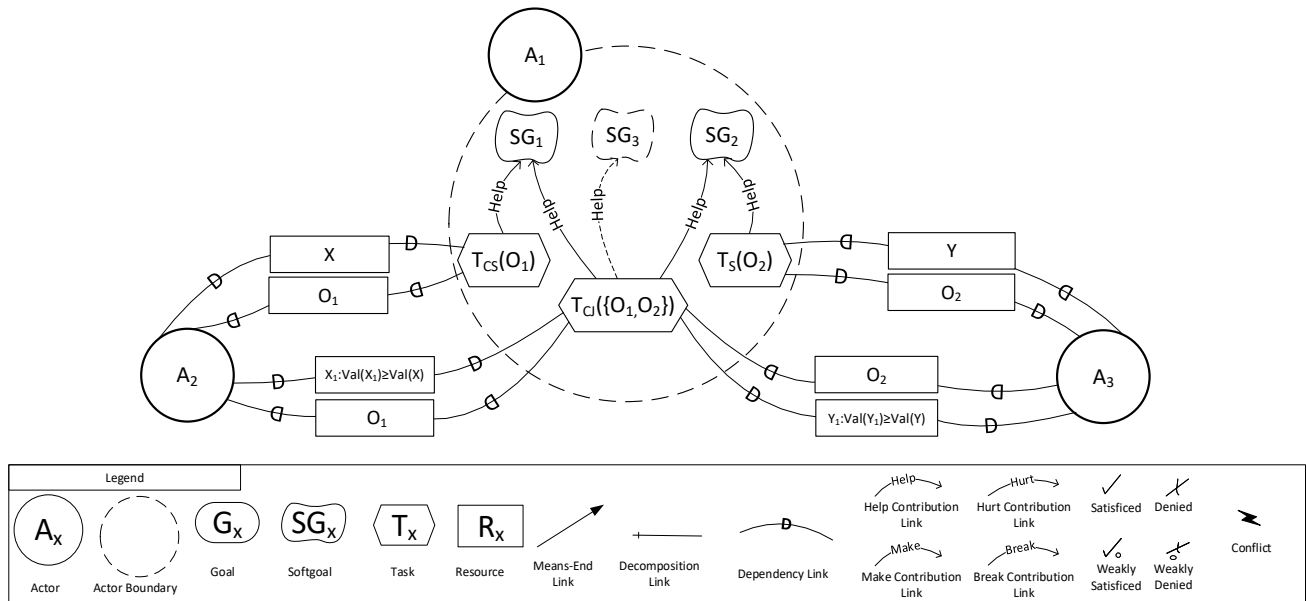 A₁
SG₁
SG₃
SG₂
Help
Help
Help
Help
Help
X
D
D
T_CS(O₁)
O₁
D
D
T_S(O₂)
D
Y
D
D
O₂
D
T_CJ({O₁,O₂})
A₂
D
X₁:Val(X₁)≥Val(X)
D
D
O₁
D
D
O₂
D
D
Y₁:Val(Y₁)≥Val(Y)
D
A₃
Legend
Aₓ
Actor
Actor Boundary
Gₓ
Goal
SGₓ
Softgoal
Tₓ
Task
Rₓ
Resource
Means-End
Link
Decomposition
Link
D
Dependency Link
Help
Help Contribution
Link
Hurt
Hurt Contribution
Link
Make
Make Contribution
Link
Break
Break Contribution
Link
Satisficed
Denied
Weakly
Satisficed
Weakly
Denied
Conflict